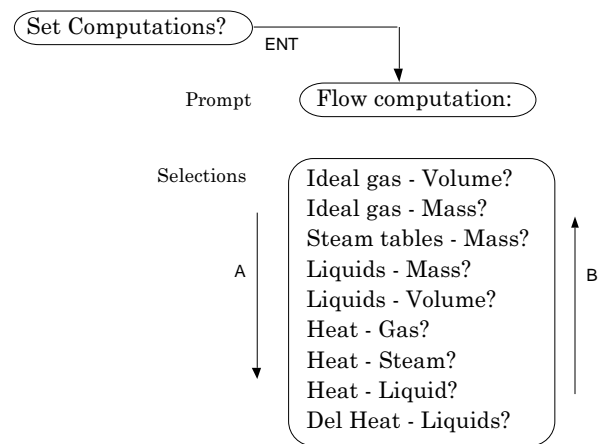 Set Computations?
ENT
Prompt
Flow computation:
Selections
Ideal gas - Volume?
Ideal gas - Mass?
Steam tables - Mass?
Liquids - Mass?
Liquids - Volume?
Heat - Gas?
Heat - Steam?
Heat - Liquid?
Del Heat - Liquids?
A
B